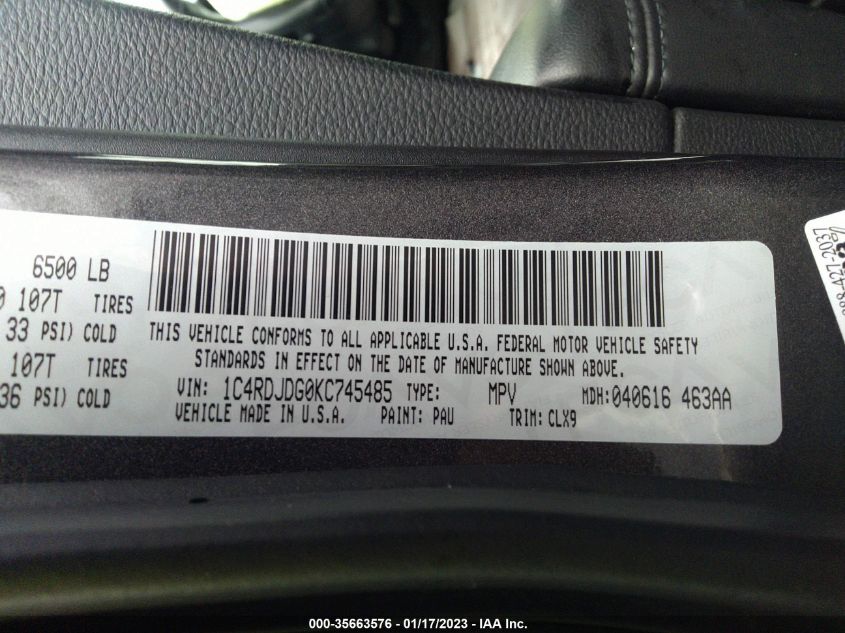 6500 LB
107T TIRES
33 PSI) COLD
107T TIRES
36 PSI) COLD
THIS VEHICLE CONFORMS TO ALL APPLICABLE U.S.A. FEDERAL MOTOR VEHICLE SAFETY
STANDARDS IN EFFECT ON THE DATE OF MANUFACTURE SHOWN ABOVE.
VIN: 1C4RDJDG0KC745485 TYPE: MPV MDH:040616 463AA
VEHICLE MADE IN U.S.A. PAINT: PAU TRIM: CLX9
427-2037
000-35663576 - 01/17/2023 - IAA Inc.